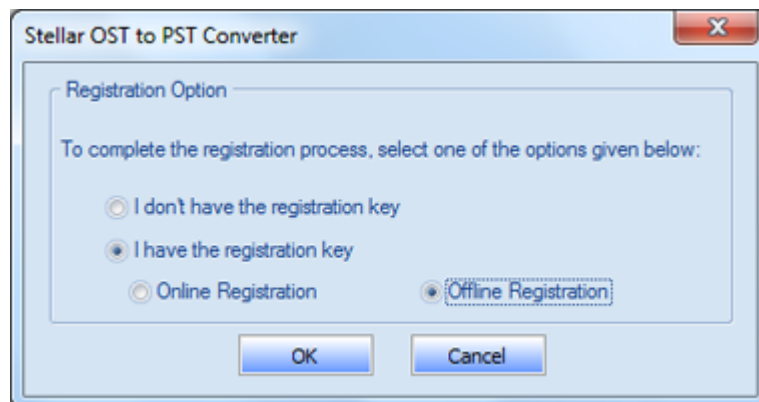 Stellar OST to PST Converter
Registration Option
To complete the registration process, select one of the options given below:
I don't have the registration key
I have the registration key
Online Registration Offline Registration
OK Cancel